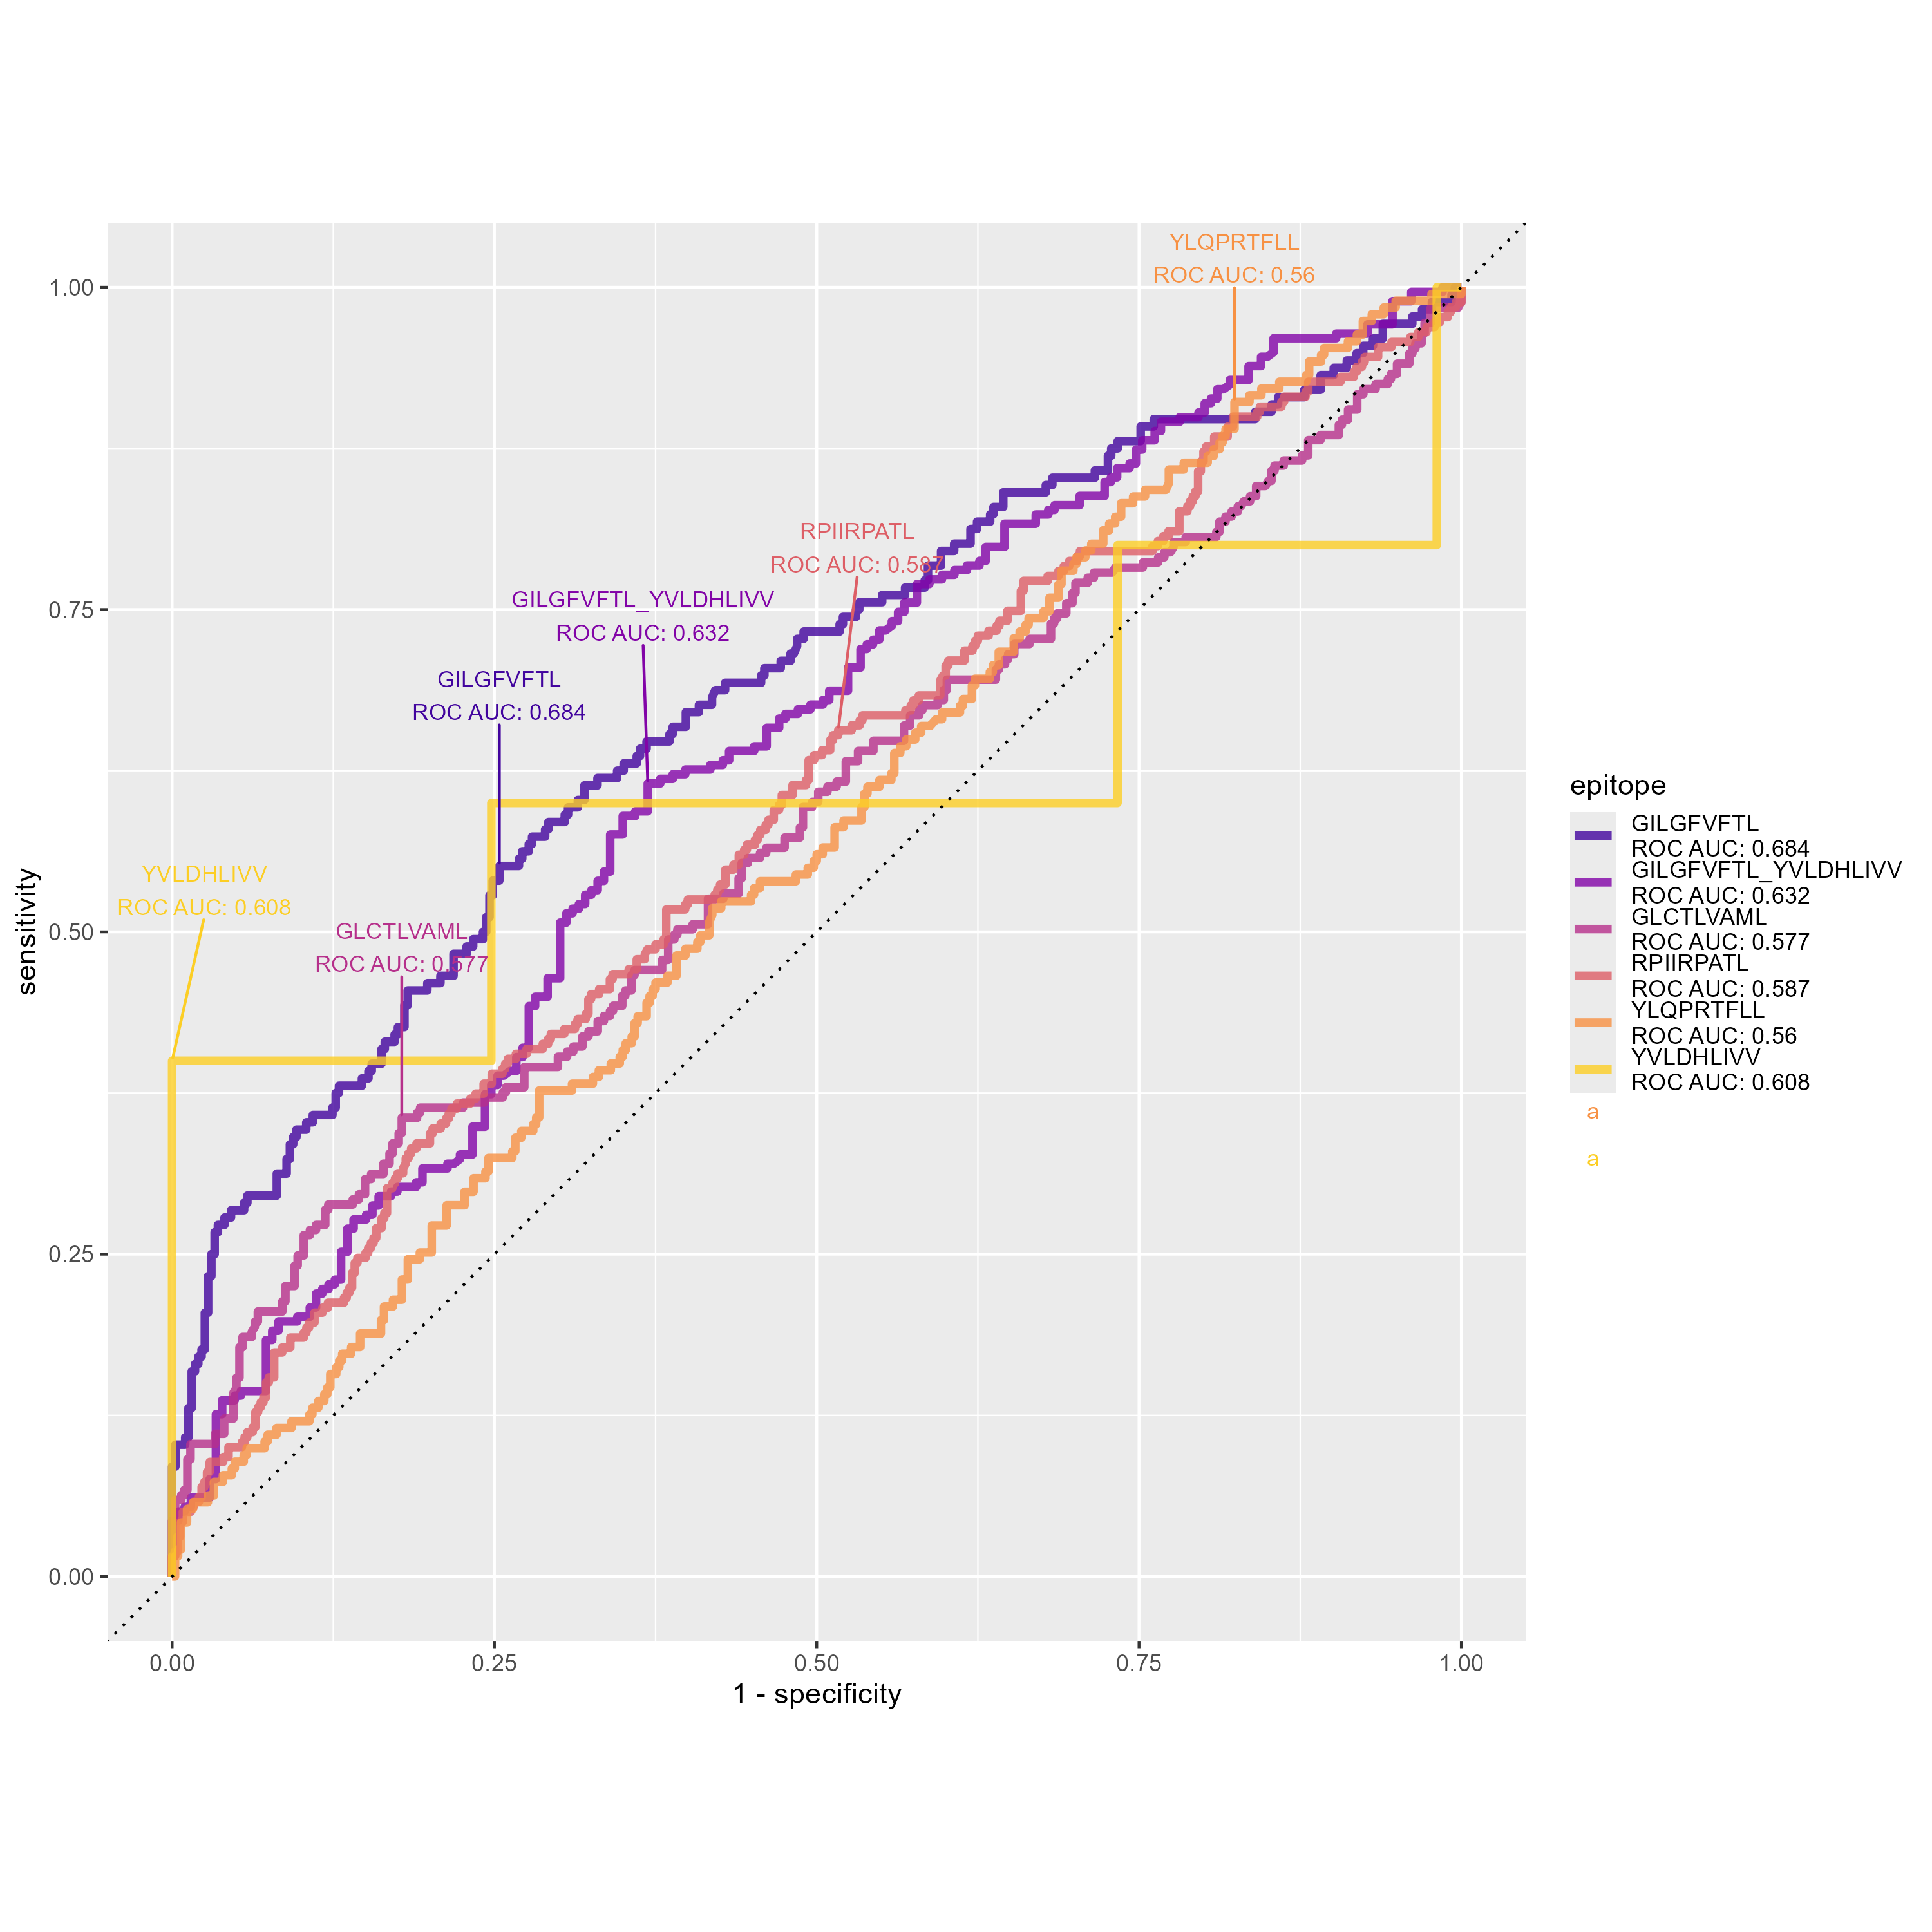 YLQPRTFLL
ROC AUC: 0.56
RPIIRPATL
ROC AUC: 0.587
GILGFVFTL_YVLDHLIVV
ROC AUC: 0.632
GILGFVFTL
ROC AUC: 0.684
YVLDHLIVV
ROC AUC: 0.608
GLCTLVAML
ROC AUC: 0.577
1.00
0.75
0.50
0.25
0.00
sensitivity
0.00
0.25
0.50
0.75
1.00
1 - specificity
epitope
GILGFVFTL
ROC AUC: 0.684
GILGFVFTL_YVLDHLIVV
ROC AUC: 0.632
GLCTLVAML
ROC AUC: 0.577
RPIIRPATL
ROC AUC: 0.587
YLQPRTFLL
ROC AUC: 0.56
YVLDHLIVV
ROC AUC: 0.608
a
a